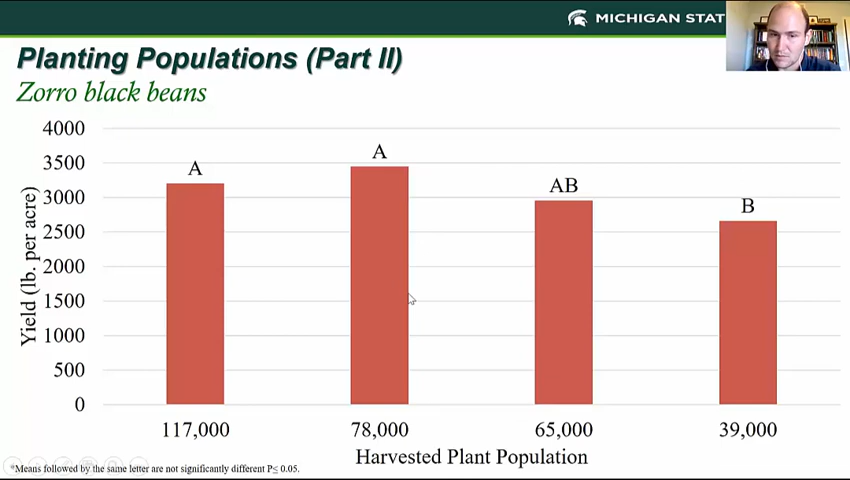 MICHIGAN STAT
Planting Populations (Part II)
Zorro black beans
4000
3500
3000
2500
2000
1500
1000
500
0
Yield (lb. per acre)
A
A
AB
B
117,000 78,000 65,000 39,000
Harvested Plant Population
*Means followed by the same letter are not significantly different P≤ 0.05.